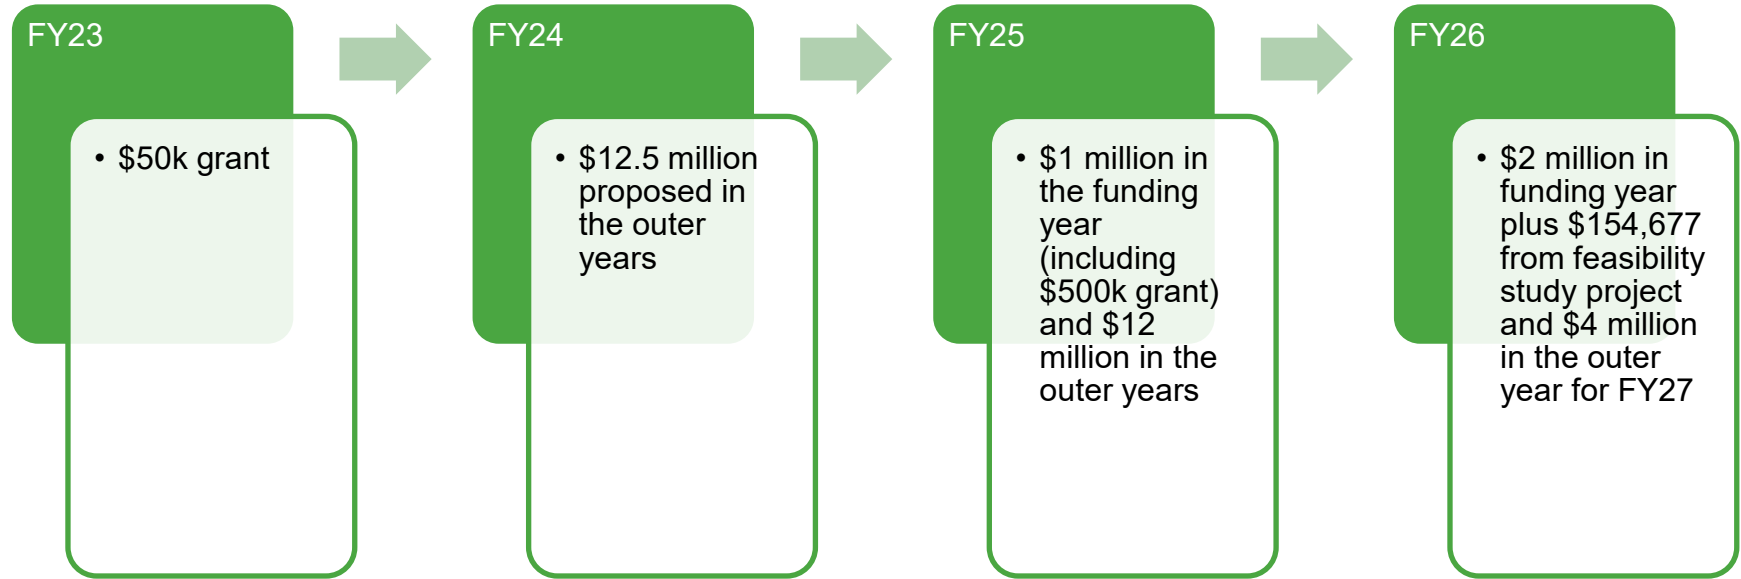 FY23
• $50k grant
FY24
• $12.5 million
proposed in
the outer
years
FY25
• $1 million in
the funding
year
(including
$500k grant)
and $12
million in the
outer years
FY26
• $2 million in
funding year
plus $154,677
from feasibility
study project
and $4 million
in the outer
year for FY27